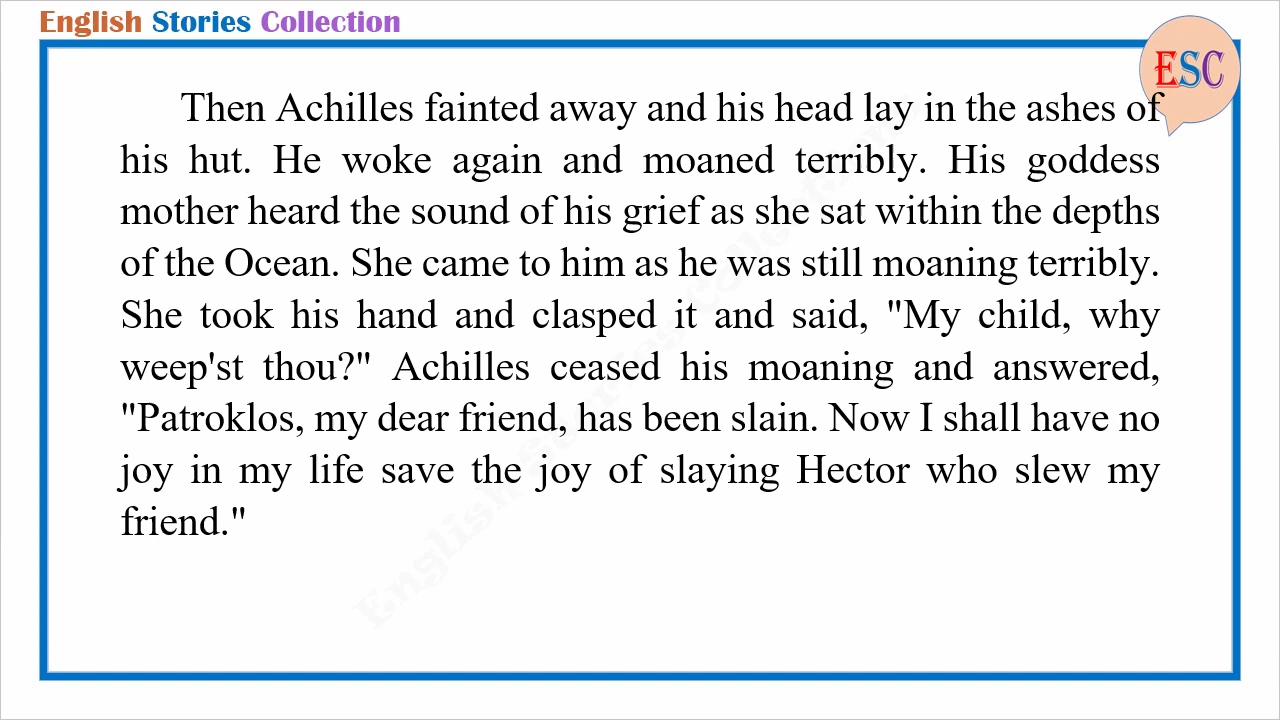 English Stories Collection
ESC
Then Achilles fainted away and his head lay in the ashes of
his hut. He woke again and moaned terribly. His goddess
mother heard the sound of his grief as she sat within the depths
of the Ocean. She came to him as he was still moaning terribly.
She took his hand and clasped it and said, "My child, why
weep'st thou?" Achilles ceased his moaning and answered,
"Patroklos, my dear friend, has been slain. Now I shall have no
joy in my life save the joy of slaying Hector who slew my
friend."
English Stories Collection